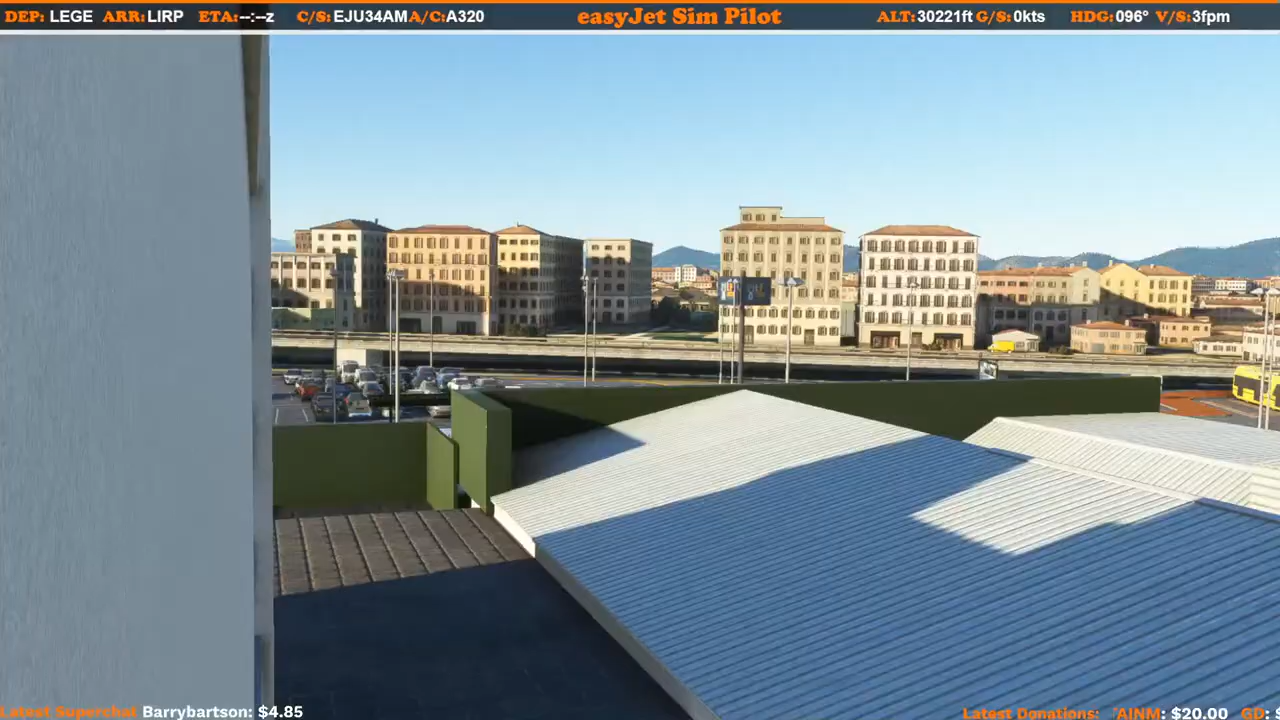 DEP: LEGE ARR: LIRP ETA: --:--z C/S: EJU34AM A/C: A320 easyJet Sim Pilot ALT: 30221ft G/S: 0kts HDG: 096° V/S: 3fpm
Latest Superchat Barrybartson: $4.85 Latest Donations: *AINM: $20.00 GD: $